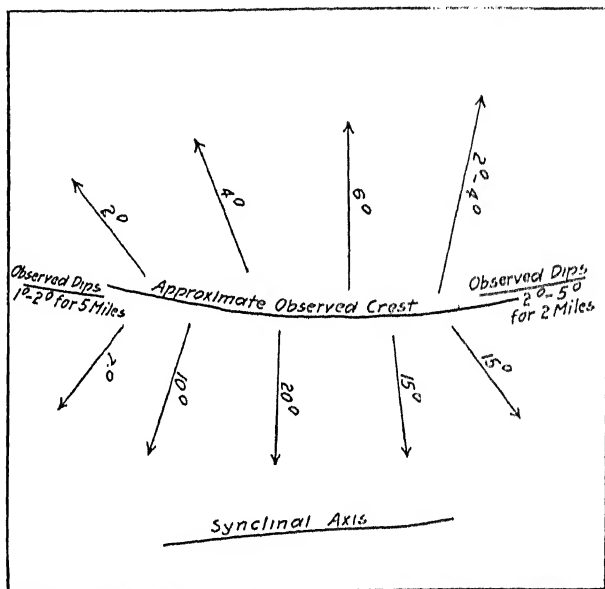 2°-4°
4°
6°
2°
Observed Dips
1°-2° for 5 Miles
Approximate Observed Crest
Observed Dips
2°-5°
for 2 Miles
2°
10°
20°
15°
15°
Synclinal Axis